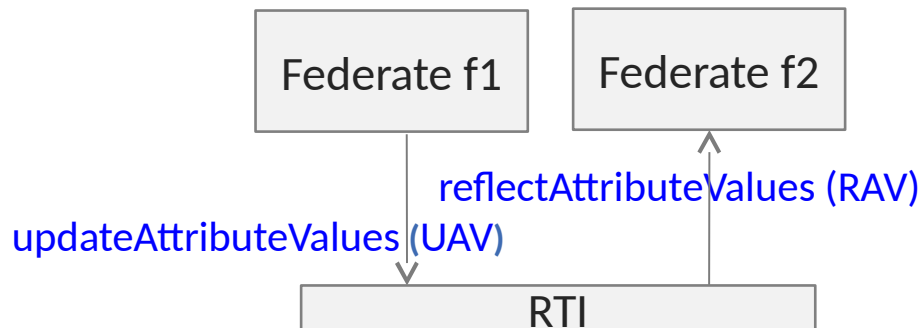 Federate f1
Federate f2
reflectAttributeValues (RAV)
updateAttributeValues (UAV)
RTI